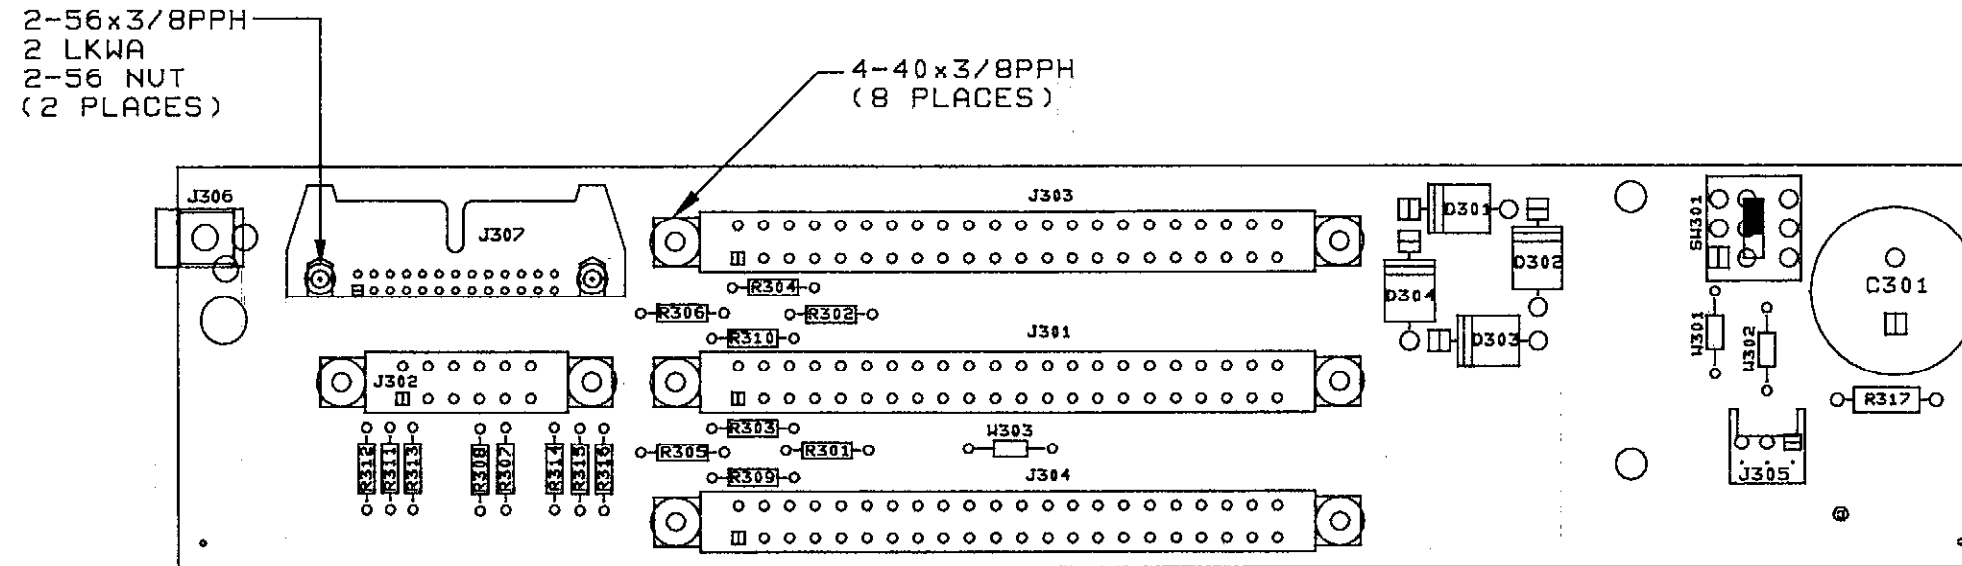 2-56x3/8PPH
2 LKWA
2-56 NUT
(2 PLACES)
4-40x3/8PPH
(8 PLACES)
J306
J307
J303
D301
D302
D304
D303
SW301
C301
R304
R306
R302
R310
J301
W301
W302
J302
R317
R303
R305
R301
W303
R309
J304
J305
R312
R311
R313
R308
R307
R314
R315
R316